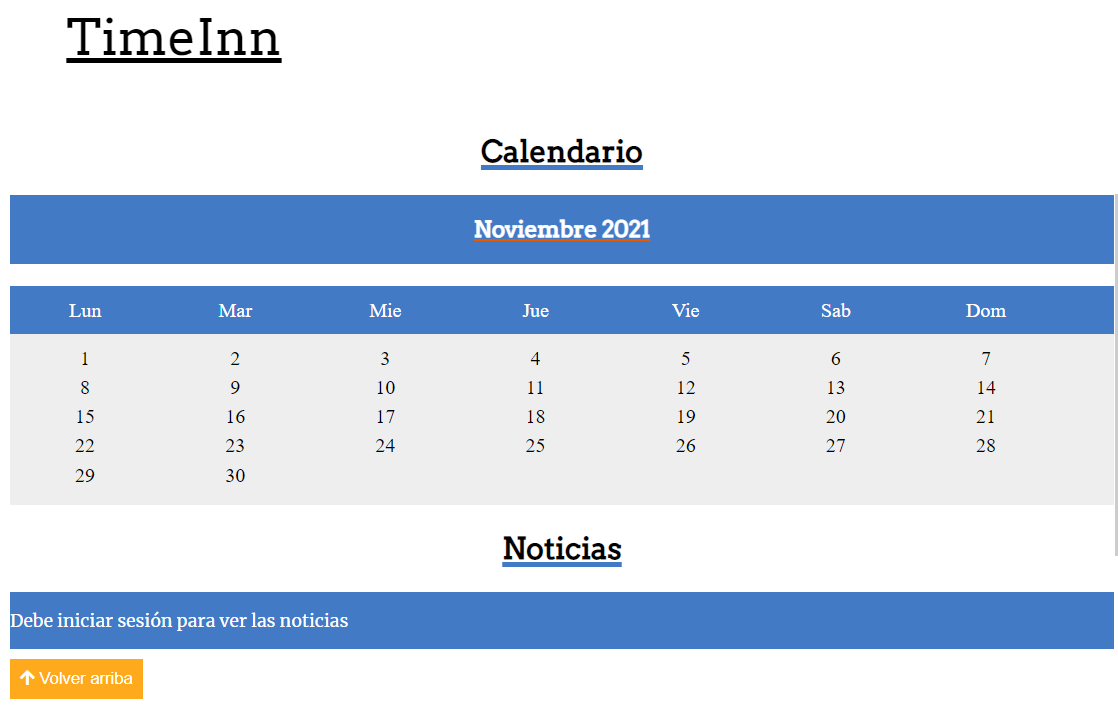 TimeInn
Calendario
Noviembre 2021
Lun Mar Mie Jue Vie Sab Dom
1 2 3 4 5 6 7
8 9 10 11 12 13 14
15 16 17 18 19 20 21
22 23 24 25 26 27 28
29 30
Noticias
Debe iniciar sesión para ver las noticias
Volver arriba